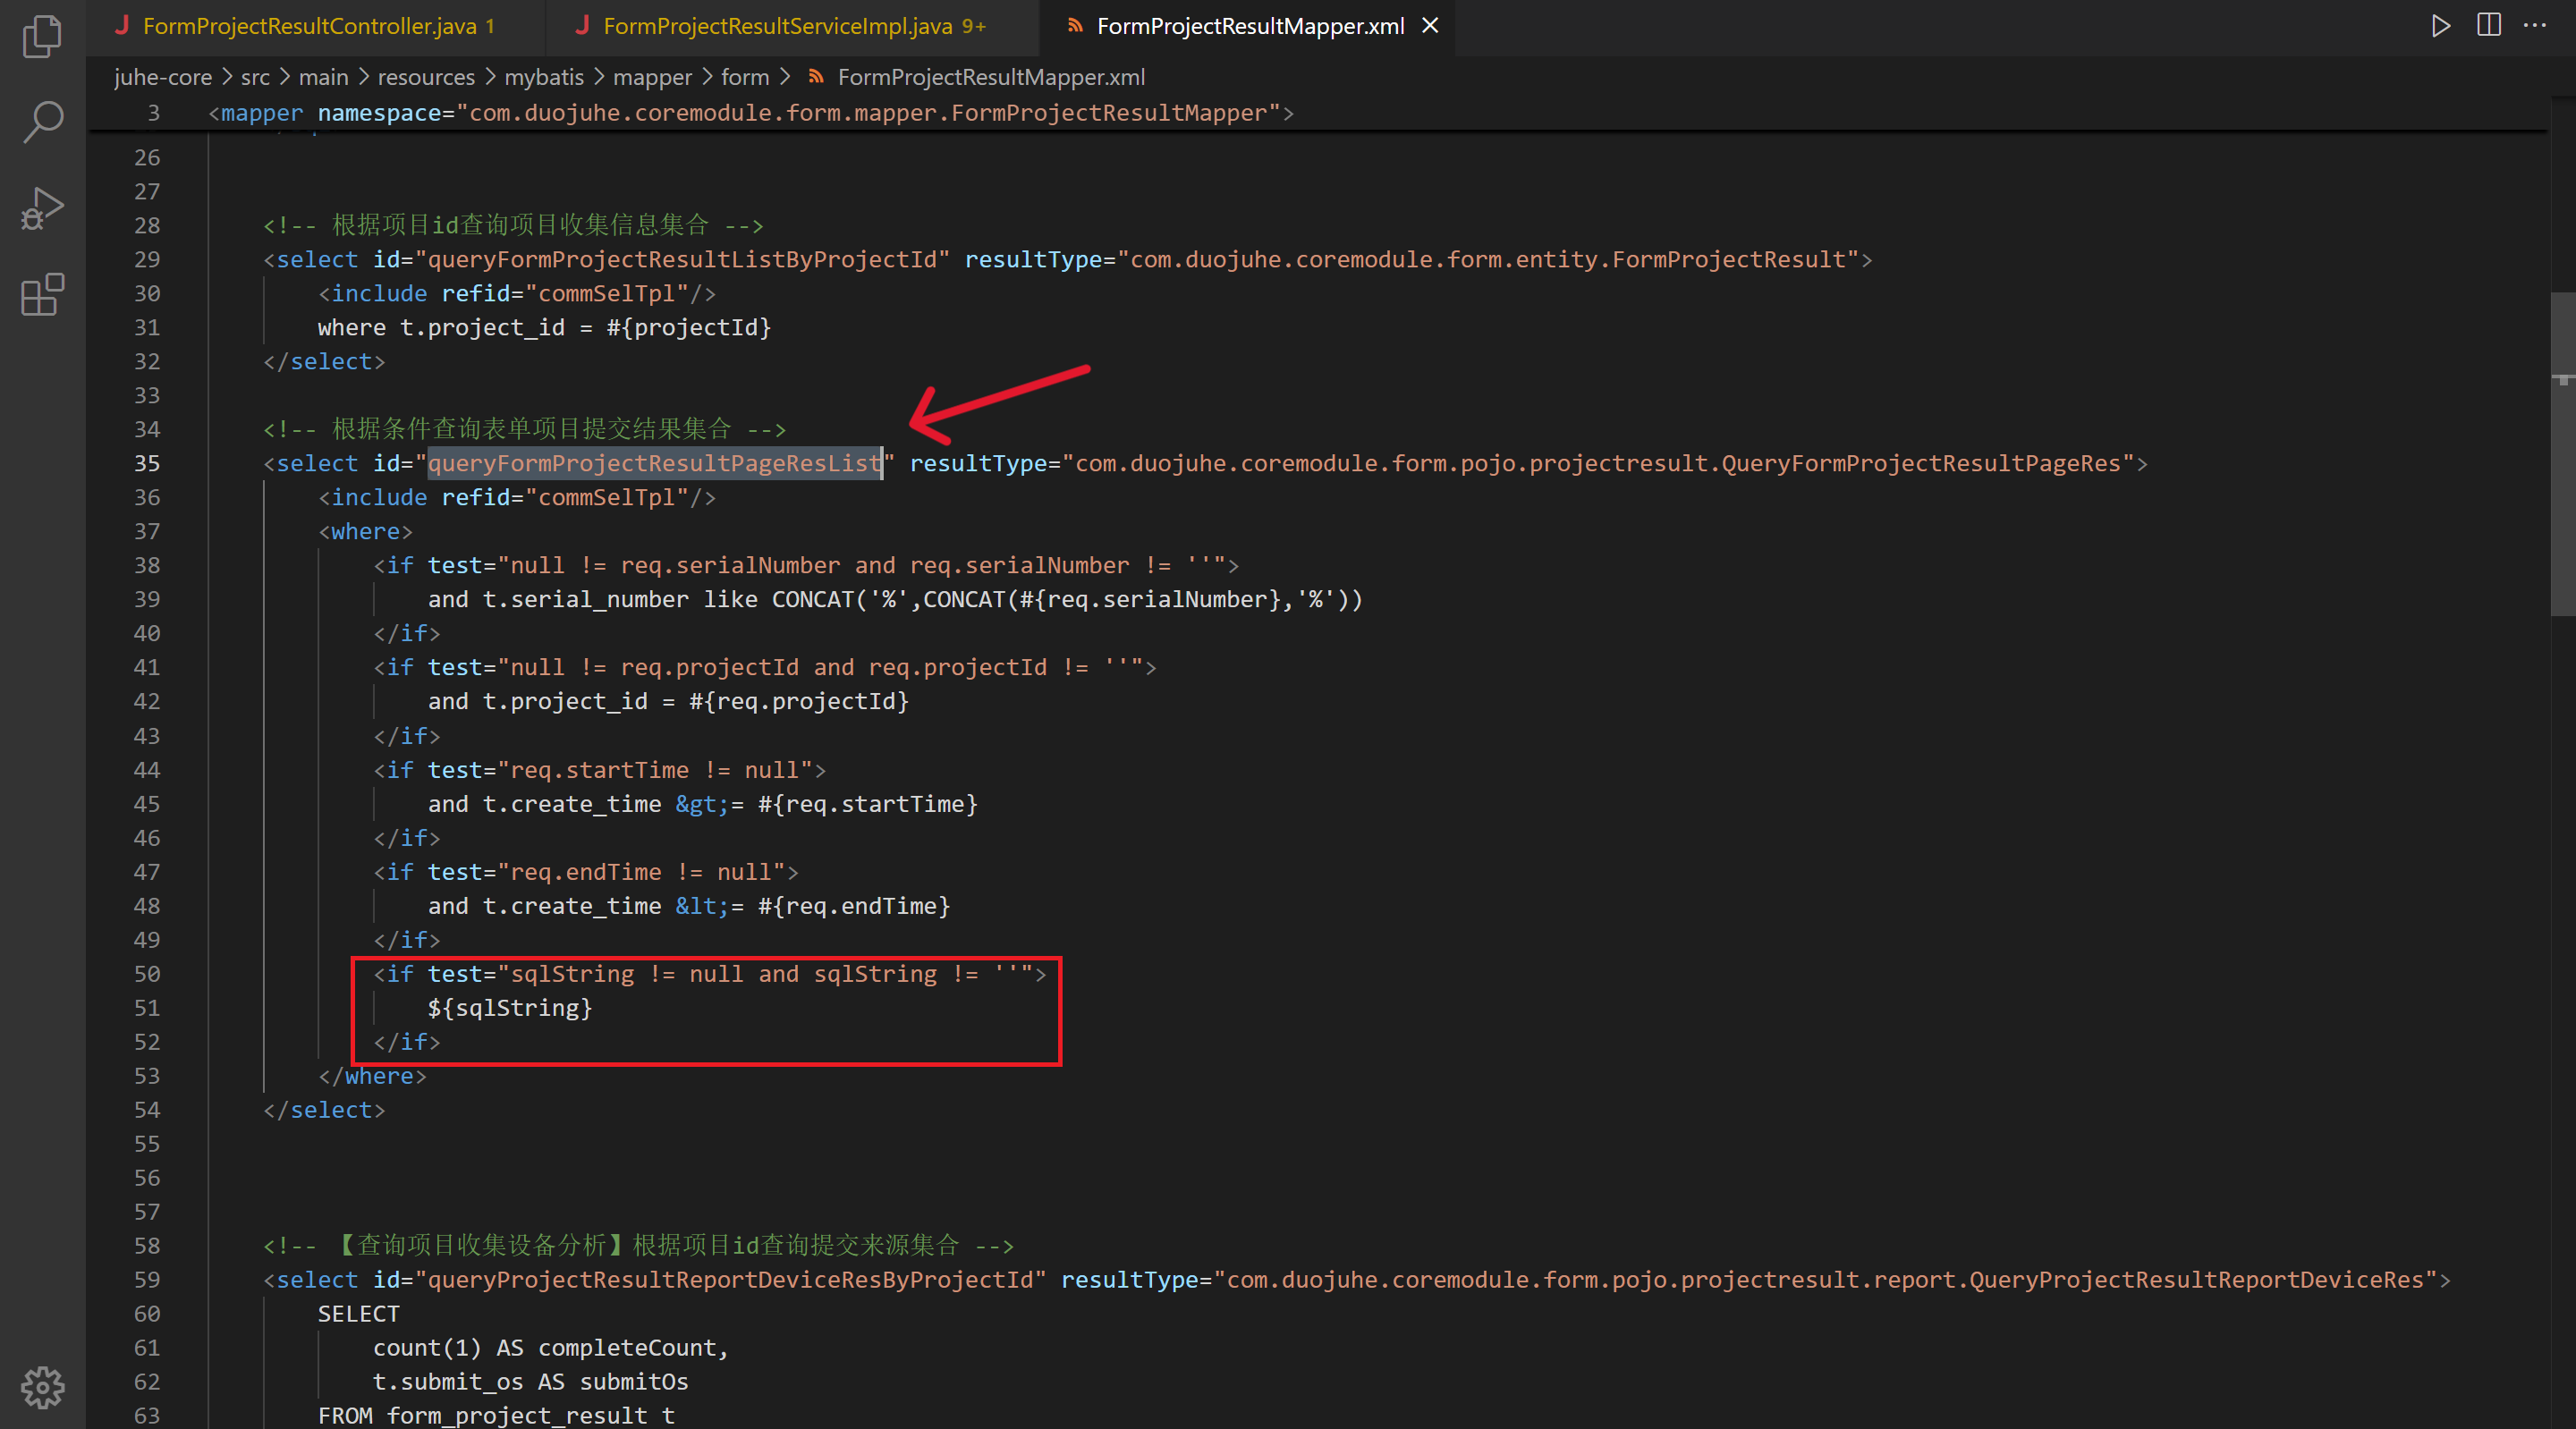 FormProjectResultController.java 1
FormProjectResultServiceImpl.java 9+
FormProjectResultMapper.xml
juhe-core > src > main > resources > mybatis > mapper > form > FormProjectResultMapper.xml
3 <mapper namespace="com.duojuhe.coremodule.form.mapper.FormProjectResultMapper">
26
27
28 <!-- 根据项目id查询项目收集信息集合 -->
29 <select id="queryFormProjectResultListByProjectId" resultType="com.duojuhe.coremodule.form.entity.FormProjectResult">
30 <include refid="commSelTpl"/>
31 where t.project_id = #{projectId}
32 </select>
33
34 <!-- 根据条件查询表单项目提交结果集合 -->
35 <select id="queryFormProjectResultPageResList" resultType="com.duojuhe.coremodule.form.pojo.projectresult.QueryFormProjectResultPageRes">
36 <include refid="commSelTpl"/>
37 <where>
38 <if test="null != req.serialNumber and req.serialNumber != ''">
39 and t.serial_number like CONCAT('%',CONCAT(#{req.serialNumber},'%'))
40 </if>
41 <if test="null != req.projectId and req.projectId != ''">
42 and t.project_id = #{req.projectId}
43 </if>
44 <if test="req.startTime != null">
45 and t.create_time &gt;= #{req.startTime}
46 </if>
47 <if test="req.endTime != null">
48 and t.create_time &lt;= #{req.endTime}
49 </if>
50 <if test="sqlString != null and sqlString != ''">
51 ${sqlString}
52 </if>
53 </where>
54 </select>
55
56
57
58 <!-- 【查询项目收集设备分析】根据项目id查询提交来源集合 -->
59 <select id="queryProjectResultReportDeviceResByProjectId" resultType="com.duojuhe.coremodule.form.pojo.projectresult.report.QueryProjectResultReportDeviceRes">
60 SELECT
61 count(1) AS completeCount,
62 t.submit_os AS submitOs
63 FROM form_project_result t